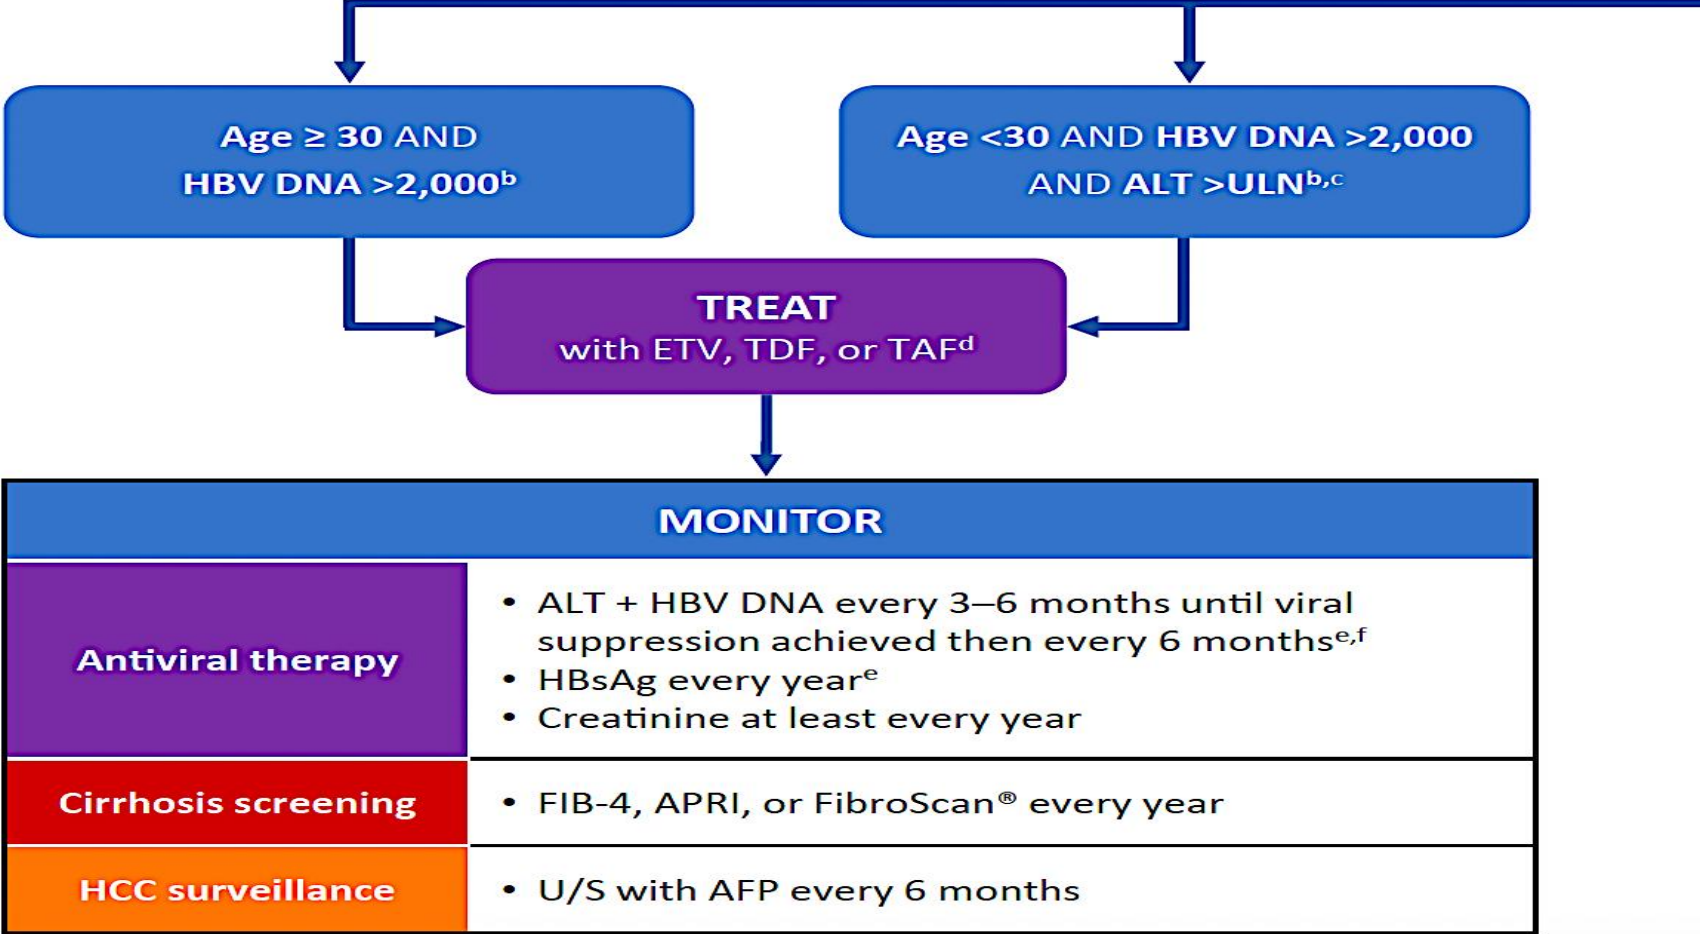 Age ≥ 30 AND
HBV DNA >2,000ᵇ
Age <30 AND HBV DNA >2,000
AND ALT >ULNᵇ,ᶜ
TREAT
with ETV, TDF, or TAFᵈ
MONITOR
Antiviral therapy
• ALT + HBV DNA every 3–6 months until viral
suppression achieved then every 6 monthsᵉ,ᶠ
• HBsAg every yearᵉ
• Creatinine at least every year
Cirrhosis screening
• FIB-4, APRI, or FibroScan® every year
HCC surveillance
• U/S with AFP every 6 months